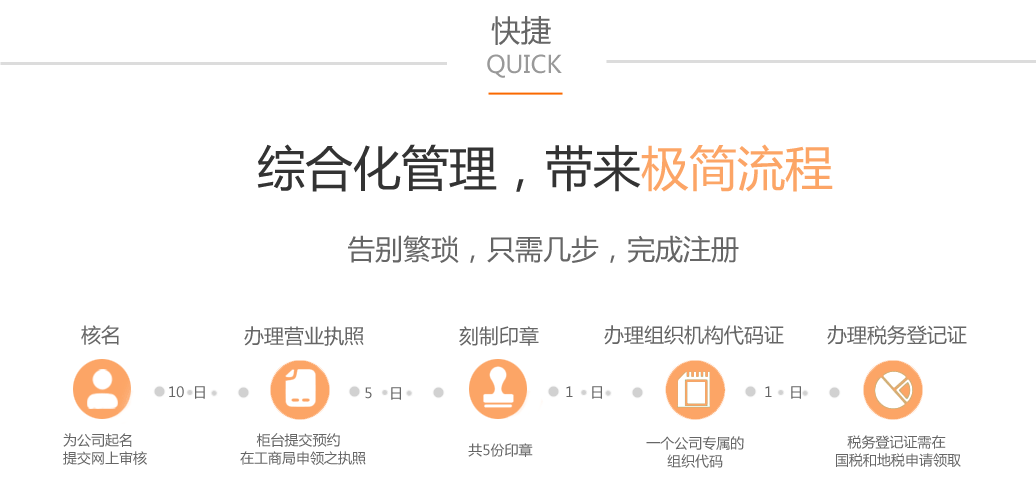 快捷
QUICK
综合化管理，带来极简流程
告别繁琐，只需几步，完成注册
核名
办理营业执照
刻制印章
办理组织机构代码证
办理税务登记证
10 日
5 日
1 日
1 日
为公司起名
提交网上审核
柜台提交预约
在工商局申领之执照
共5份印章
一个公司专属的
组织代码
税务登记证需在
国税和地税申请领取